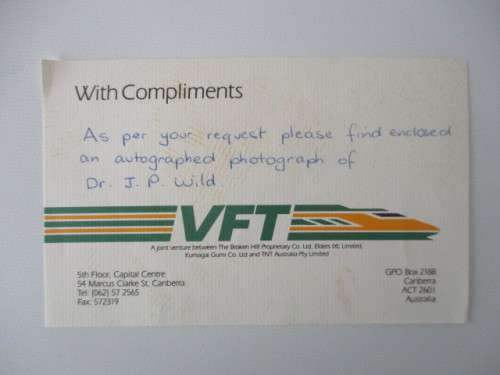 With Compliments
As per your request please find enclosed
an autographed photograph of
Dr. J. P. Wild.
VFT
A joint venture between The Broken Hill Proprietary Co. Ltd, Elders IXL Limited,
Kumagai Gumi Co Ltd and TNT Australia Pty Limited
5th Floor, Capital Centre
54 Marcus Clarke St, Canberra
Tel: (062) 57 2565
Fax: 572319
GPO Box 2188
Canberra
ACT 2601
Australia